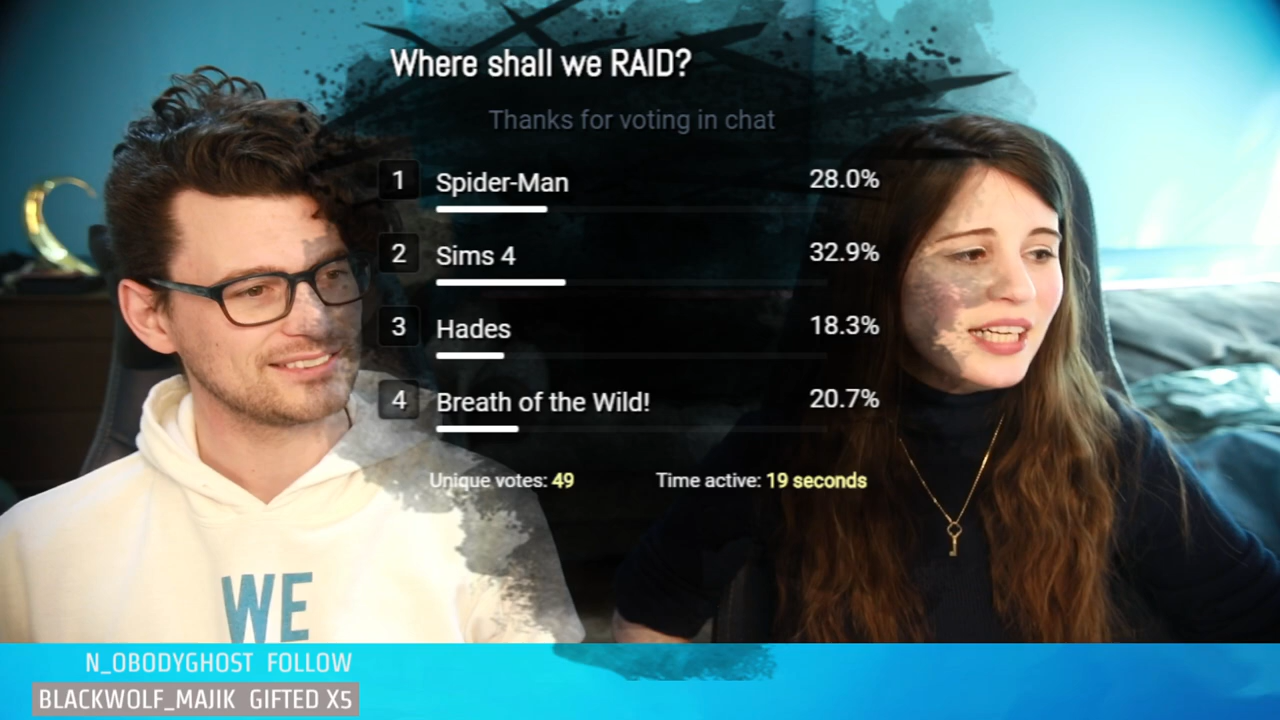 Where shall we RAID?
Thanks for voting in chat
1 Spider-Man 28.0%
2 Sims 4 32.9%
3 Hades 18.3%
4 Breath of the Wild! 20.7%
Unique votes: 49 Time active: 19 seconds
WE
N_OBODYGHOST FOLLOW
BLACKWOLF_MAJIK GIFTED X5